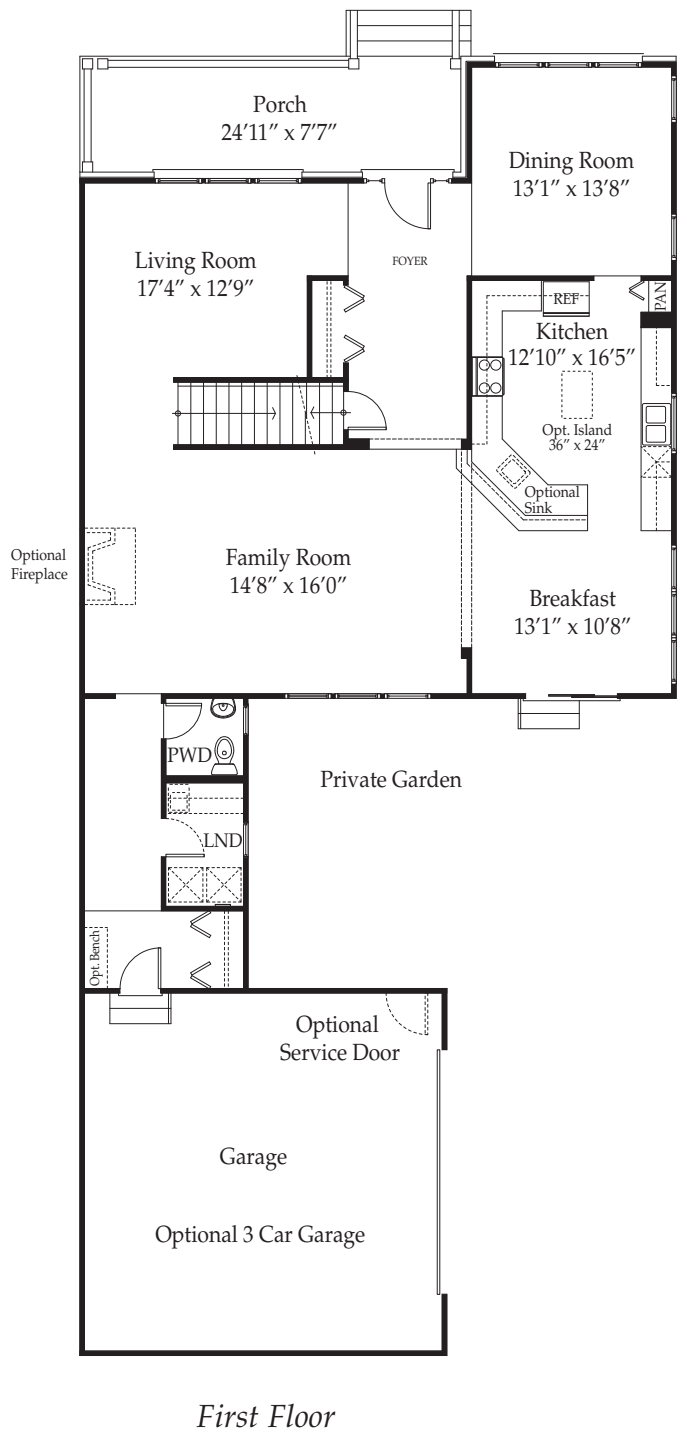 Porch
24’11” x 7’7”
Dining Room
13’1” x 13’8”
Living Room
17’4” x 12’9”
FOYER
REF
PAN
Kitchen
12’10” x 16’5”
Opt. Island
36” x 24”
Optional
Sink
Optional
Fireplace
Family Room
14’8” x 16’0”
Breakfast
13’1” x 10’8”
PWD
Private Garden
LND
Opt. Bench
Optional
Service Door
Garage
Optional 3 Car Garage
First Floor